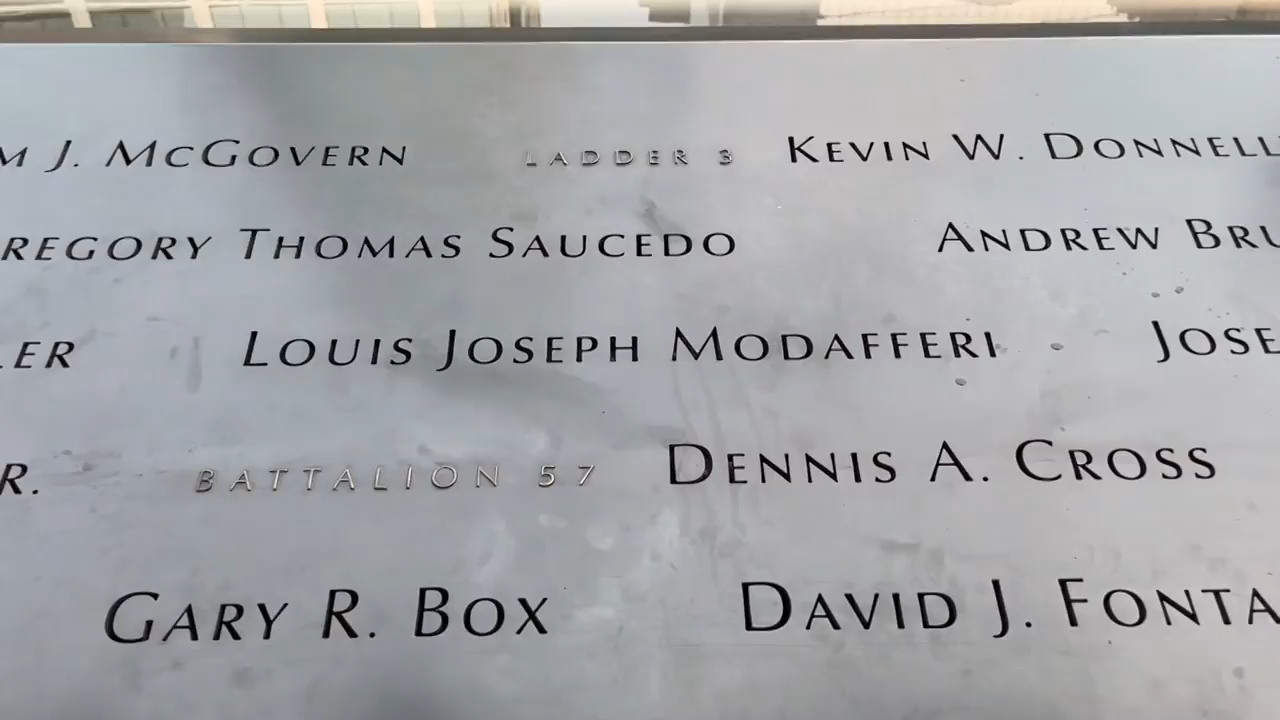 M J. McGOVERN LADDER 3 KEVIN W. DONNELL
REGORY THOMAS SAUCEDO ANDREW BRU
LER LOUIS JOSEPH MODAFFERI JOSE
R. BATTALION 57 DENNIS A. CROSS
GARY R. BOX DAVID J. FONTA